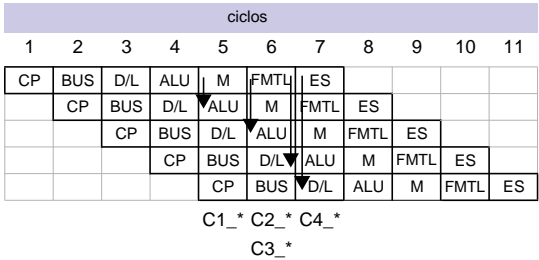 ciclos
1 2 3 4 5 6 7 8 9 10 11
CP BUS D/L ALU M FMTL ES
CP BUS D/L ALU M FMTL ES
CP BUS D/L ALU M FMTL ES
CP BUS D/L ALU M FMTL ES
CP BUS D/L ALU M FMTL ES
C1_* C2_* C4_*
C3_*